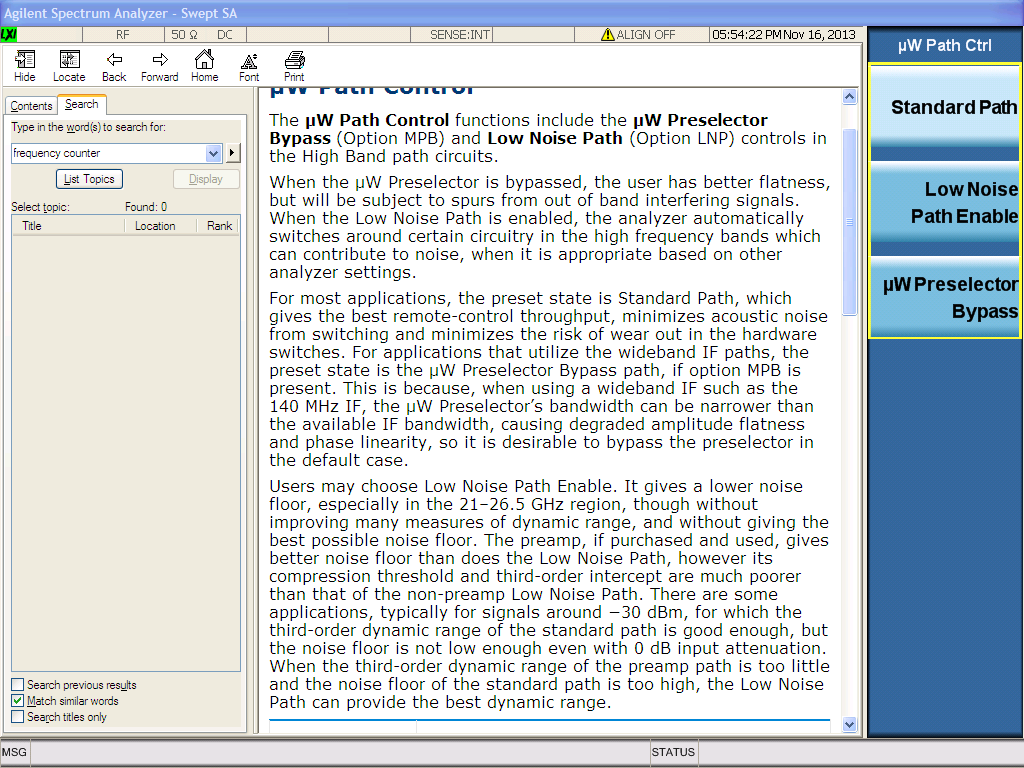 Agilent Spectrum Analyzer - Swept SA
LXI RF 50 Ω DC SENSE:INT ALIGN OFF 05:54:22 PM Nov 16, 2013
µW Path Ctrl
Hide Locate Back Forward Home Font Print
Contents Search
Type in the word(s) to search for:
frequency counter
List Topics Display
Select topic: Found: 0
Title Location Rank
Search previous results
Match similar words
Search titles only
µW Path Control
The µW Path Control functions include the µW Preselector
Bypass (Option MPB) and Low Noise Path (Option LNP) controls in
the High Band path circuits.
When the µW Preselector is bypassed, the user has better flatness,
but will be subject to spurs from out of band interfering signals.
When the Low Noise Path is enabled, the analyzer automatically
switches around certain circuitry in the high frequency bands which
can contribute to noise, when it is appropriate based on other
analyzer settings.
For most applications, the preset state is Standard Path, which
gives the best remote-control throughput, minimizes acoustic noise
from switching and minimizes the risk of wear out in the hardware
switches. For applications that utilize the wideband IF paths, the
preset state is the µW Preselector Bypass path, if option MPB is
present. This is because, when using a wideband IF such as the
140 MHz IF, the µW Preselector’s bandwidth can be narrower than
the available IF bandwidth, causing degraded amplitude flatness
and phase linearity, so it is desirable to bypass the preselector in
the default case.
Users may choose Low Noise Path Enable. It gives a lower noise
floor, especially in the 21–26.5 GHz region, though without
improving many measures of dynamic range, and without giving the
best possible noise floor. The preamp, if purchased and used, gives
better noise floor than does the Low Noise Path, however its
compression threshold and third-order intercept are much poorer
than that of the non-preamp Low Noise Path. There are some
applications, typically for signals around −30 dBm, for which the
third-order dynamic range of the standard path is good enough, but
the noise floor is not low enough even with 0 dB input attenuation.
When the third-order dynamic range of the preamp path is too little
and the noise floor of the standard path is too high, the Low Noise
Path can provide the best dynamic range.
Standard Path
Low Noise
Path Enable
µW Preselector
Bypass
MSG STATUS